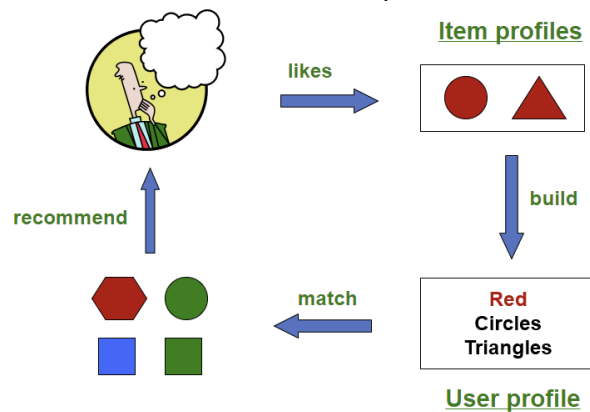 Item profiles
likes
build
recommend
match
Red
Circles
Triangles
User profile